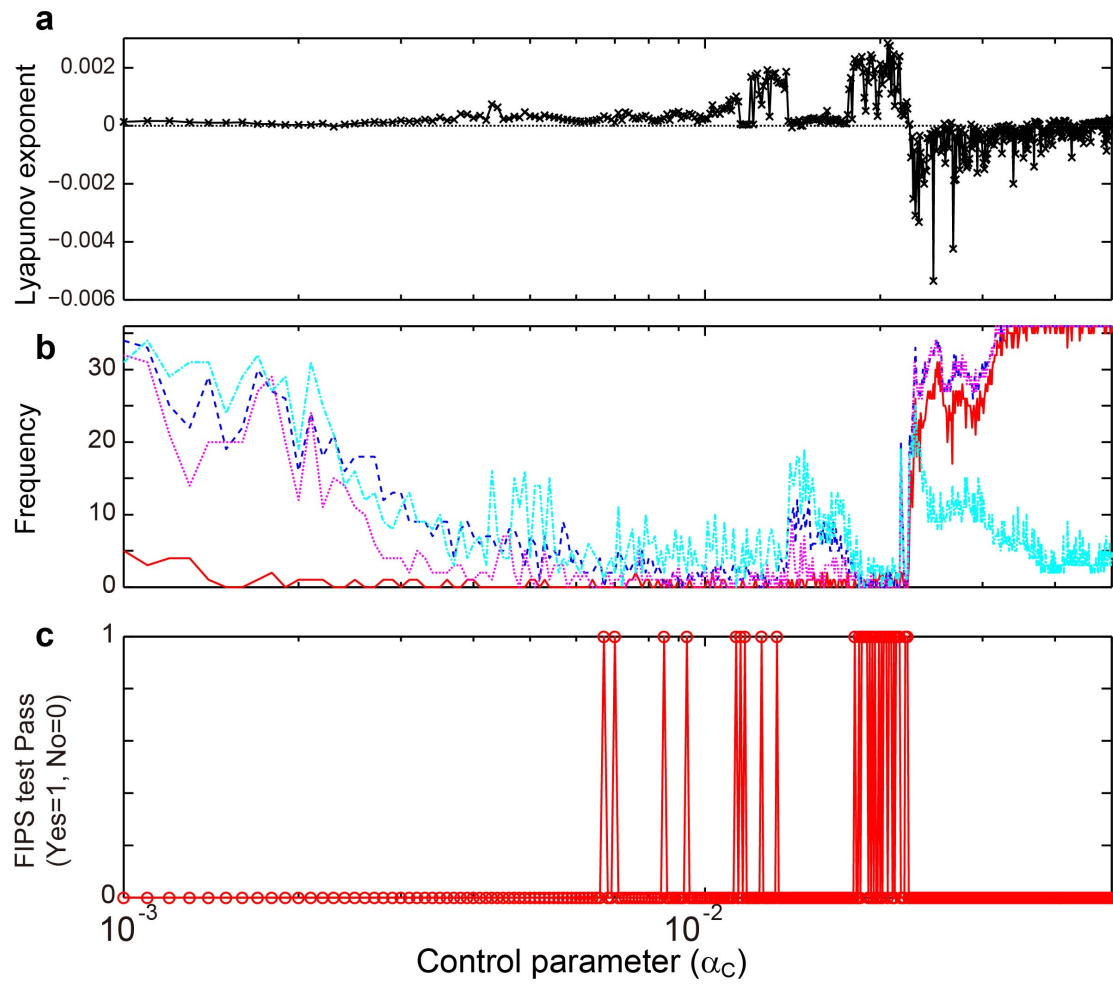 a
0.002
0
−0.002
−0.004
−0.006
Lyapunov exponent
b
30
20
10
0
Frequency
c
1
0
FIPS test Pass
(Yes=1, No=0)
10⁻³
10⁻²
Control parameter (α_C)